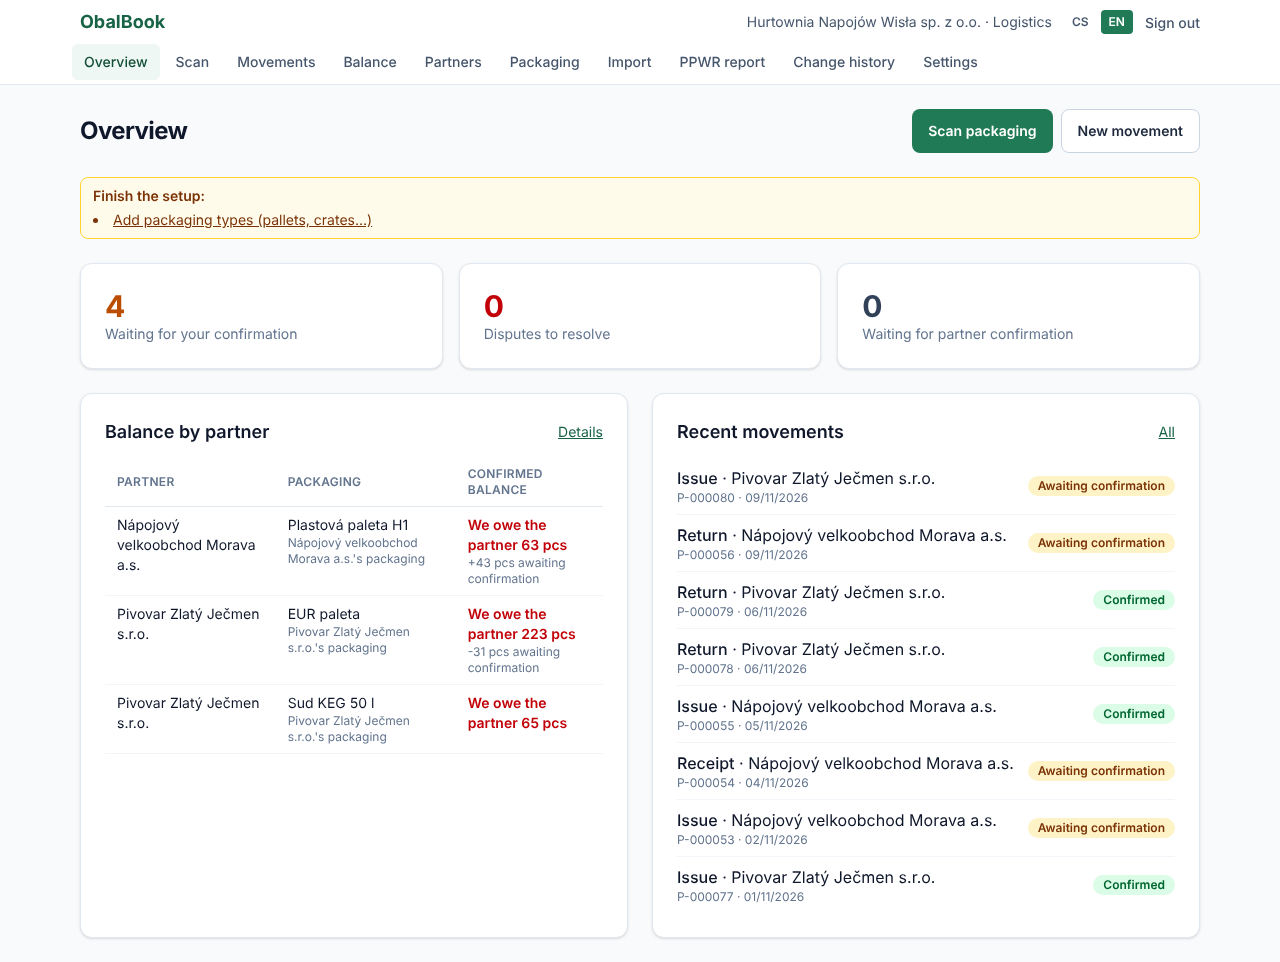 ObalBook
Hurtownia Napojów Wisła sp. z o.o. · Logistics
CS
EN
Sign out
Overview
Scan
Movements
Balance
Partners
Packaging
Import
PPWR report
Change history
Settings
Overview
Scan packaging
New movement
Finish the setup:
Add packaging types (pallets, crates…)
4
Waiting for your confirmation
0
Disputes to resolve
0
Waiting for partner confirmation
Balance by partner
Details
PARTNER
PACKAGING
CONFIRMED
BALANCE
Nápojový
velkoobchod Morava
a.s.
Plastová paleta H1
Nápojový velkoobchod
Morava a.s.'s packaging
We owe the
partner 63 pcs
+43 pcs awaiting
confirmation
Pivovar Zlatý Ječmen
s.r.o.
EUR paleta
Pivovar Zlatý Ječmen
s.r.o.'s packaging
We owe the
partner 223 pcs
-31 pcs awaiting
confirmation
Pivovar Zlatý Ječmen
s.r.o.
Sud KEG 50 l
Pivovar Zlatý Ječmen
s.r.o.'s packaging
We owe the
partner 65 pcs
Recent movements
All
Issue · Pivovar Zlatý Ječmen s.r.o.
P-000080 · 09/11/2026
Awaiting confirmation
Return · Nápojový velkoobchod Morava a.s.
P-000056 · 09/11/2026
Awaiting confirmation
Return · Pivovar Zlatý Ječmen s.r.o.
P-000079 · 06/11/2026
Confirmed
Return · Pivovar Zlatý Ječmen s.r.o.
P-000078 · 06/11/2026
Confirmed
Issue · Nápojový velkoobchod Morava a.s.
P-000055 · 05/11/2026
Confirmed
Receipt · Nápojový velkoobchod Morava a.s.
P-000054 · 04/11/2026
Awaiting confirmation
Issue · Nápojový velkoobchod Morava a.s.
P-000053 · 02/11/2026
Awaiting confirmation
Issue · Pivovar Zlatý Ječmen s.r.o.
P-000077 · 01/11/2026
Confirmed